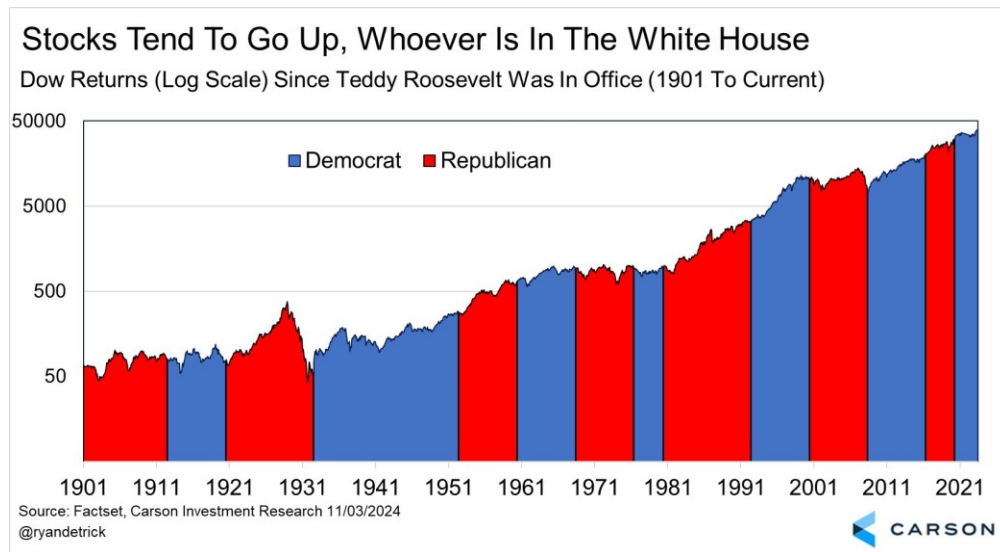 Stocks Tend To Go Up, Whoever Is In The White House
Dow Returns (Log Scale) Since Teddy Roosevelt Was In Office (1901 To Current)
50000
Democrat Republican
5000
500
50
1901 1911 1921 1931 1941 1951 1961 1971 1981 1991 2001 2011 2021
Source: Factset, Carson Investment Research 11/03/2024
@ryandetrick
CARSON